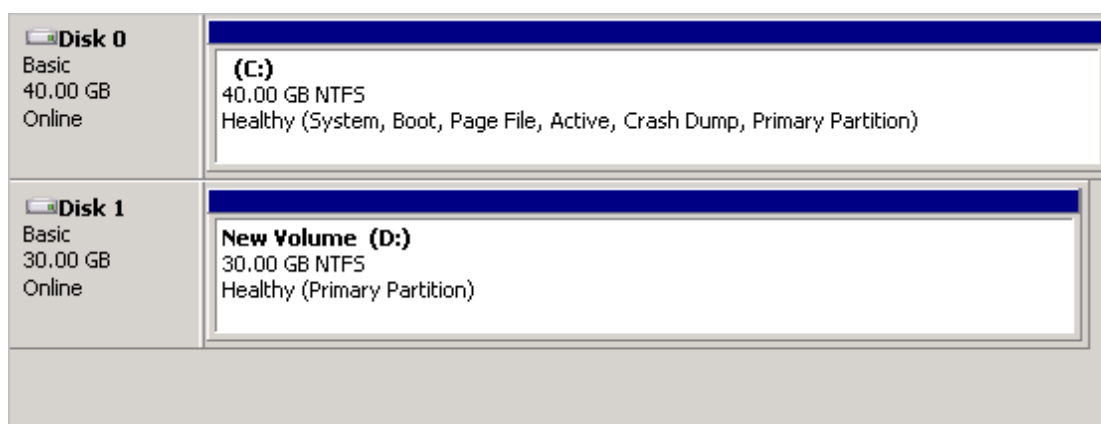 Disk 0
Basic
40.00 GB
Online
(C:)
40.00 GB NTFS
Healthy (System, Boot, Page File, Active, Crash Dump, Primary Partition)
Disk 1
Basic
30.00 GB
Online
New Volume (D:)
30.00 GB NTFS
Healthy (Primary Partition)